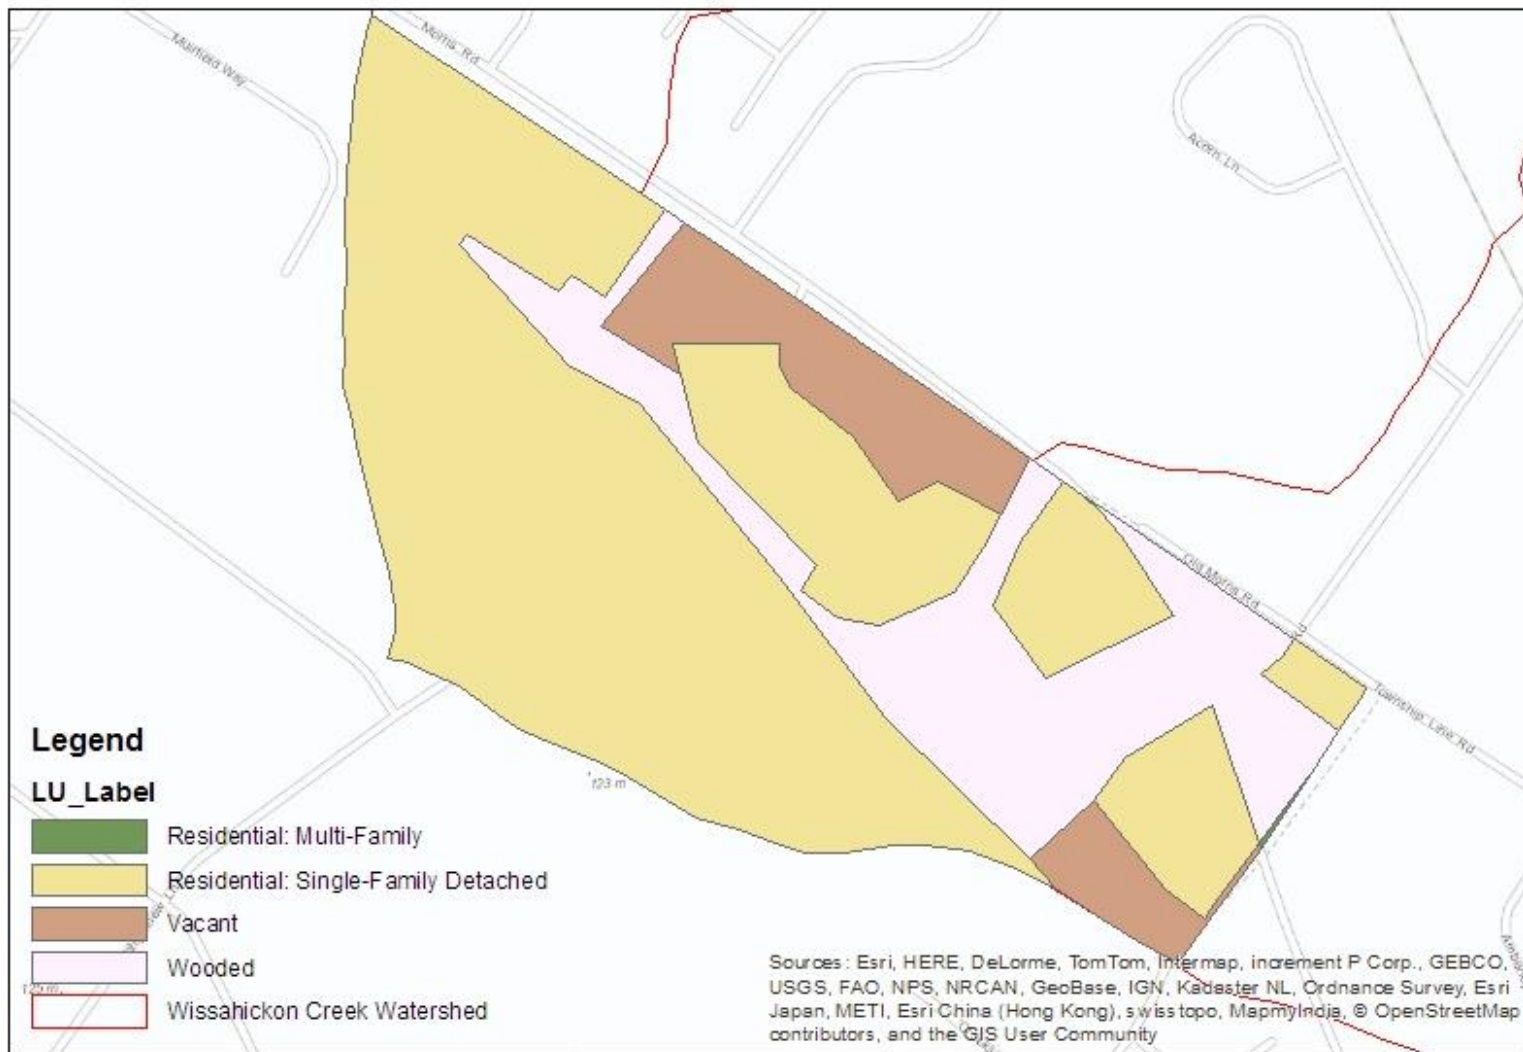 Muirfield Way
Morris Rd
Acorn Ln
Old Morris Rd
Township Line Rd
123 m
Legend
LU_Label
Residential: Multi-Family
Residential: Single-Family Detached
Vacant
Wooded
125 m
Wissahickon Creek Watershed
Sources: Esri, HERE, DeLorme, TomTom, Intermap, increment P Corp., GEBCO,
USGS, FAO, NPS, NRCAN, GeoBase, IGN, Kadaster NL, Ordnance Survey, Esri
Japan, METI, Esri China (Hong Kong), swisstopo, MapmyIndia, © OpenStreetMap
contributors, and the GIS User Community